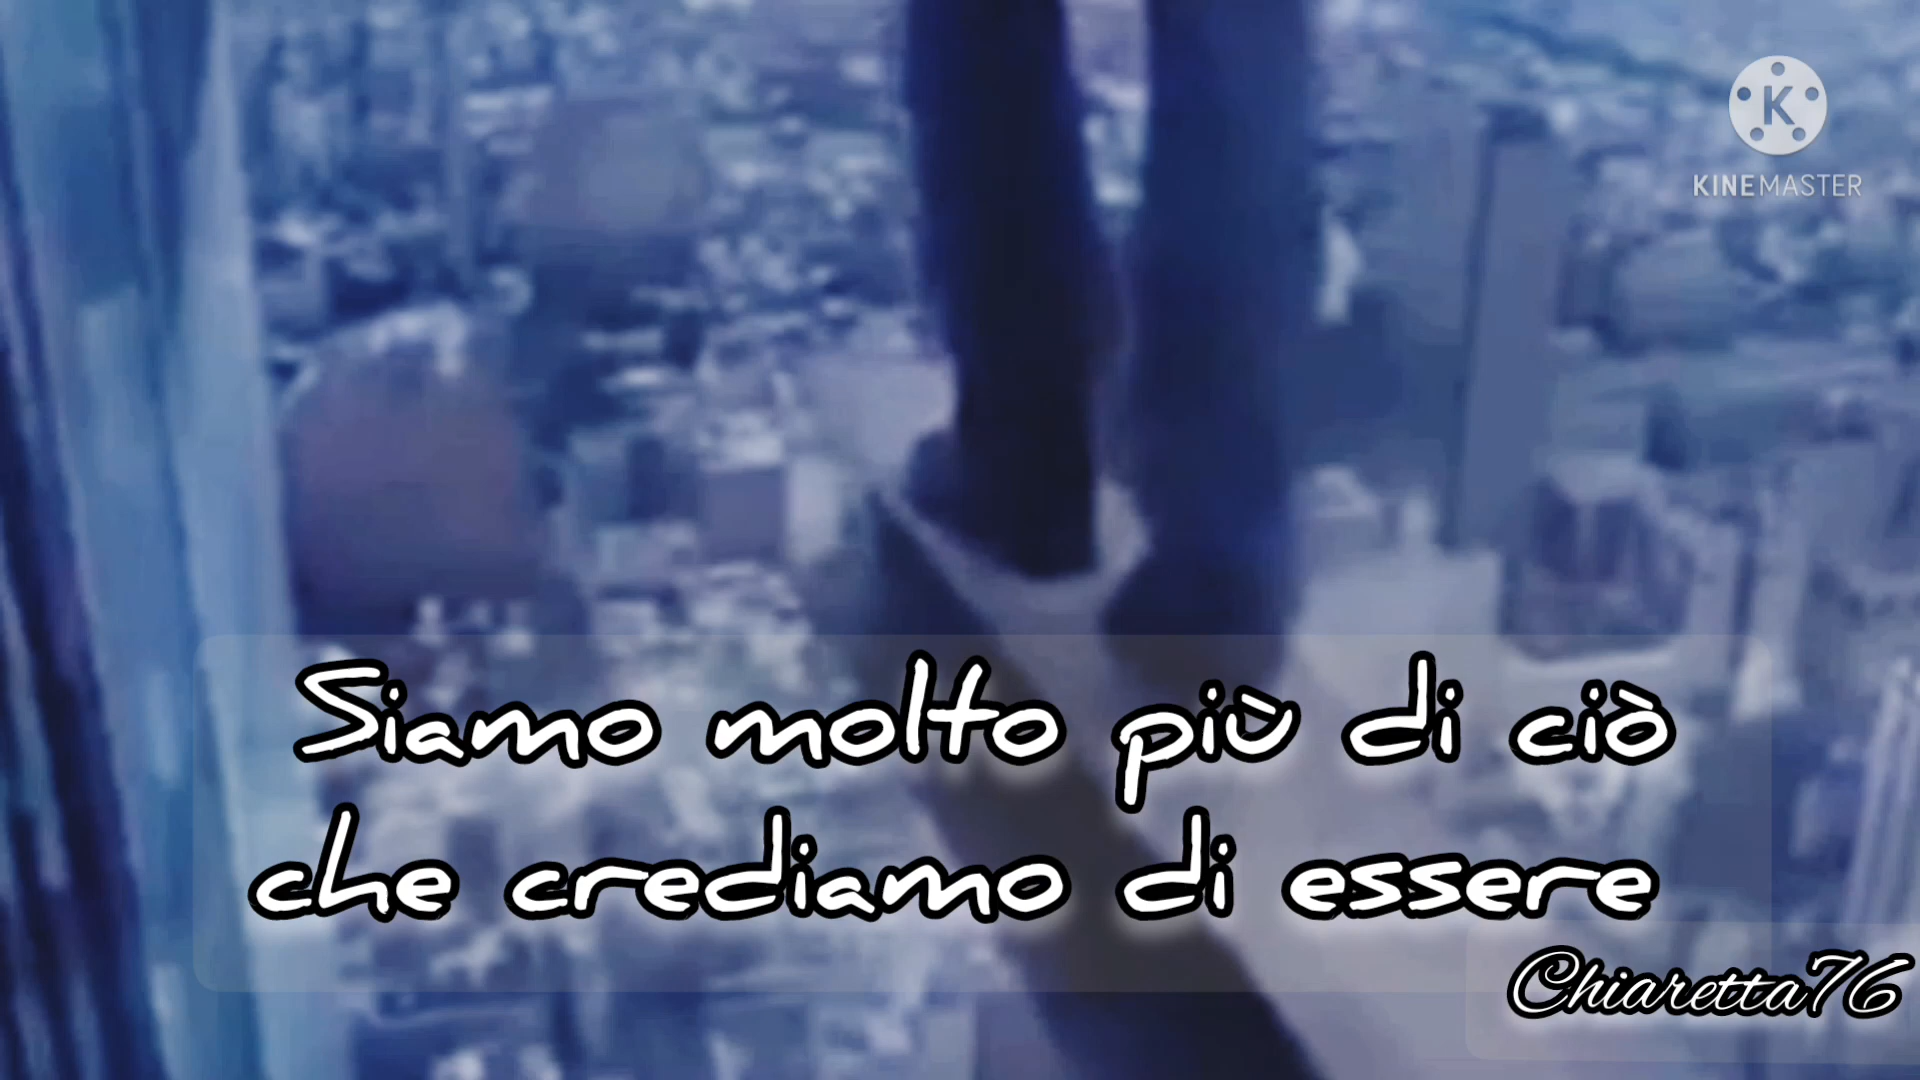 K
KINEMASTER
Siamo molto più di ciò
che crediamo di essere
Chiaretta76